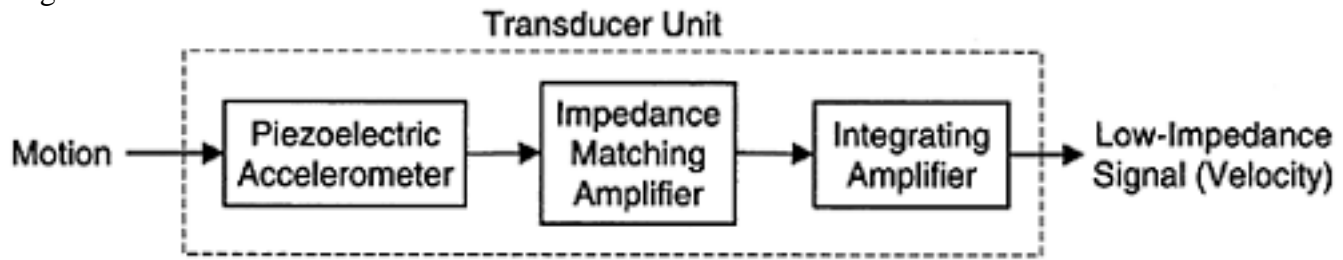 Transducer Unit
Motion
Piezoelectric
Accelerometer
Impedance
Matching
Amplifier
Integrating
Amplifier
Low-Impedance
Signal (Velocity)